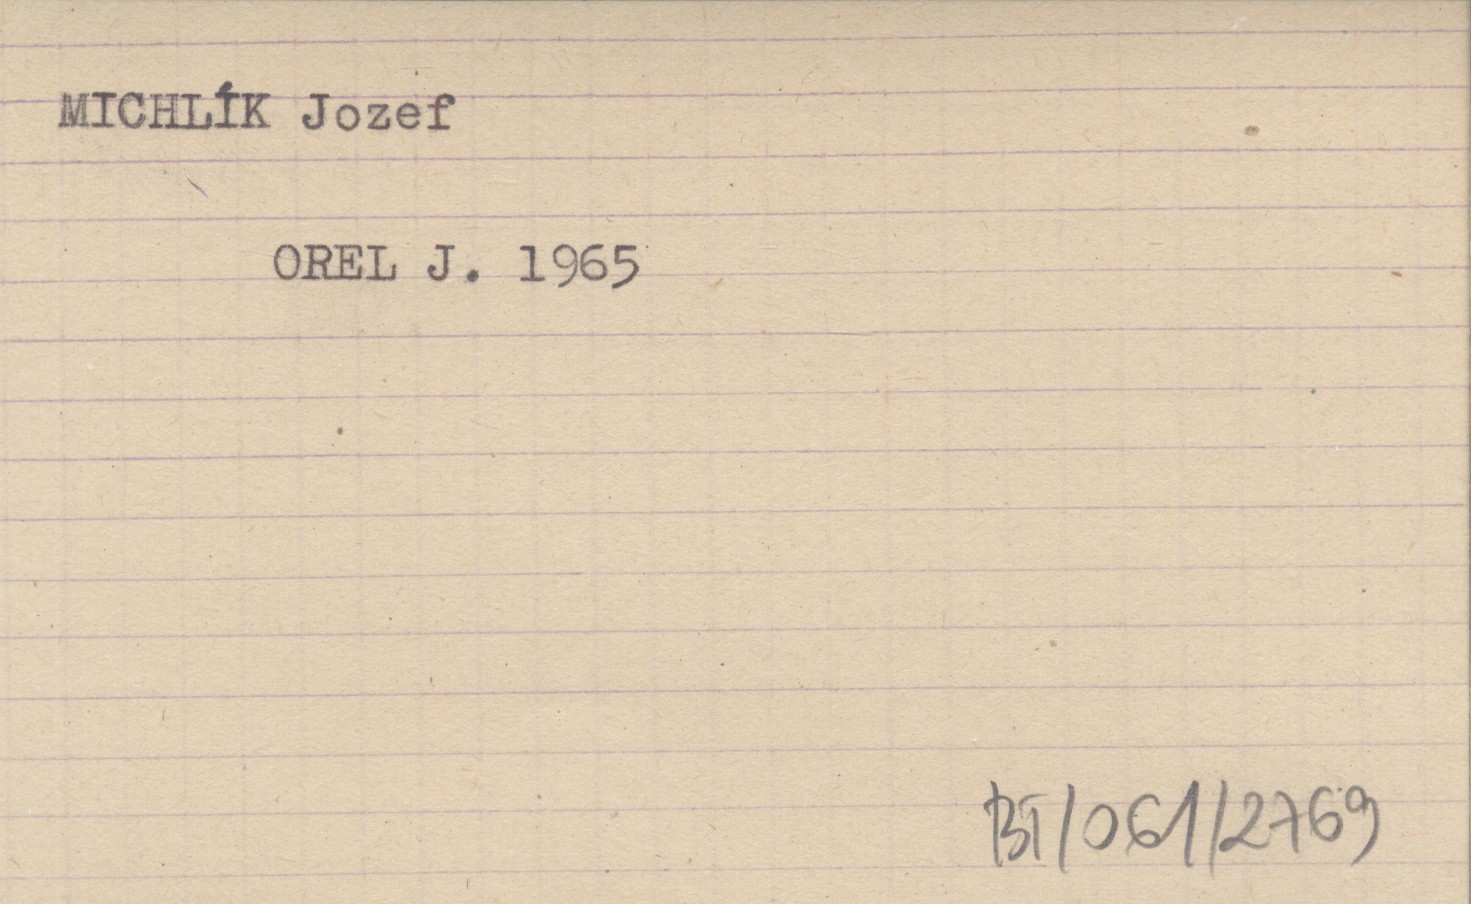 MICHLÍK Jozef
OREL J. 1965
BT/061/2769